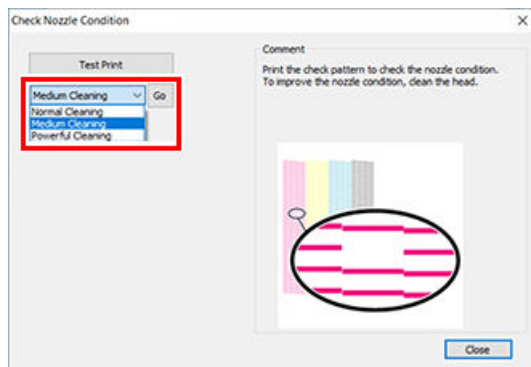 Check Nozzle Condition
Test Print
Medium Cleaning
Go
Normal Cleaning
Medium Cleaning
Powerful Cleaning
Comment
Print the check pattern to check the nozzle condition.
To improve the nozzle condition, clean the head.
Close